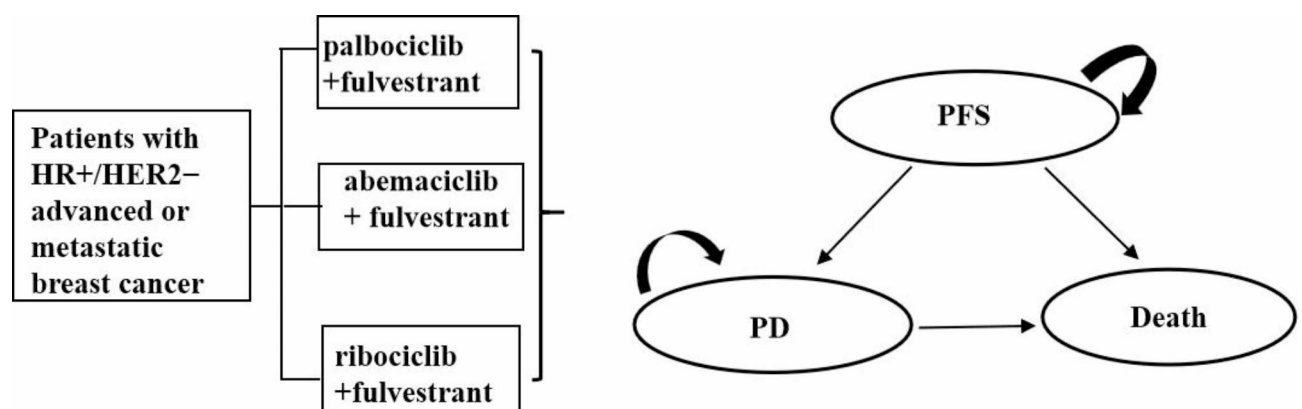 Patients with
HR+/HER2−
advanced or
metastatic
breast cancer
palbociclib
+fulvestrant
abemaciclib
+ fulvestrant
ribociclib
+fulvestrant
PFS
PD
Death